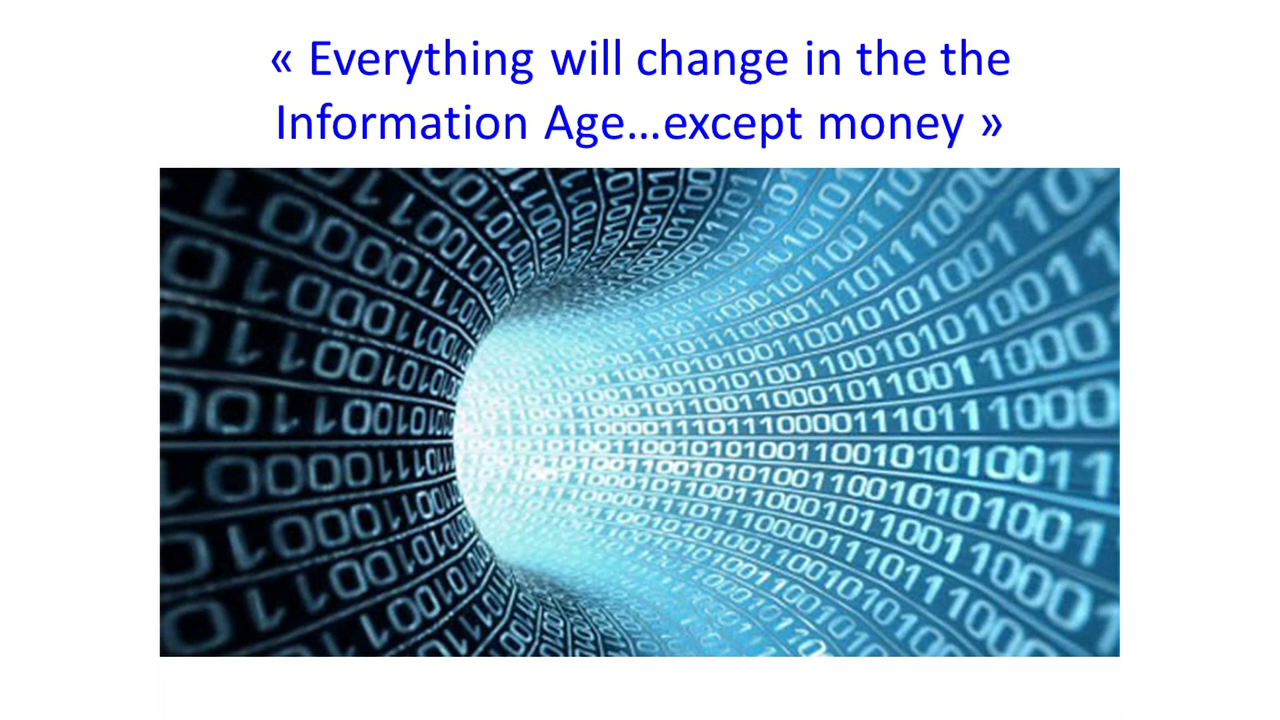 « Everything will change in the the
Information Age…except money »